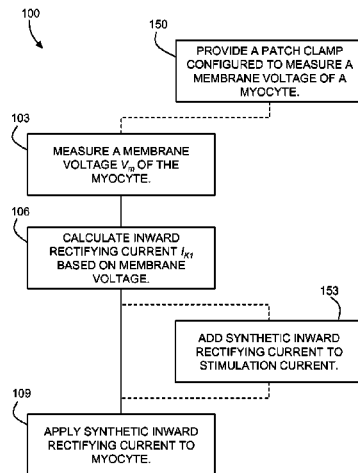 100
150
PROVIDE A PATCH CLAMP
CONFIGURED TO MEASURE A
MEMBRANE VOLTAGE OF A
MYOCYTE.
103
MEASURE A MEMBRANE
VOLTAGE Vm OF THE
MYOCYTE.
106
CALCULATE INWARD
RECTIFYING CURRENT IK1
BASED ON MEMBRANE
VOLTAGE.
153
ADD SYNTHETIC INWARD
RECTIFYING CURRENT TO
STIMULATION CURRENT.
109
APPLY SYNTHETIC INWARD
RECTIFYING CURRENT TO
MYOCYTE.